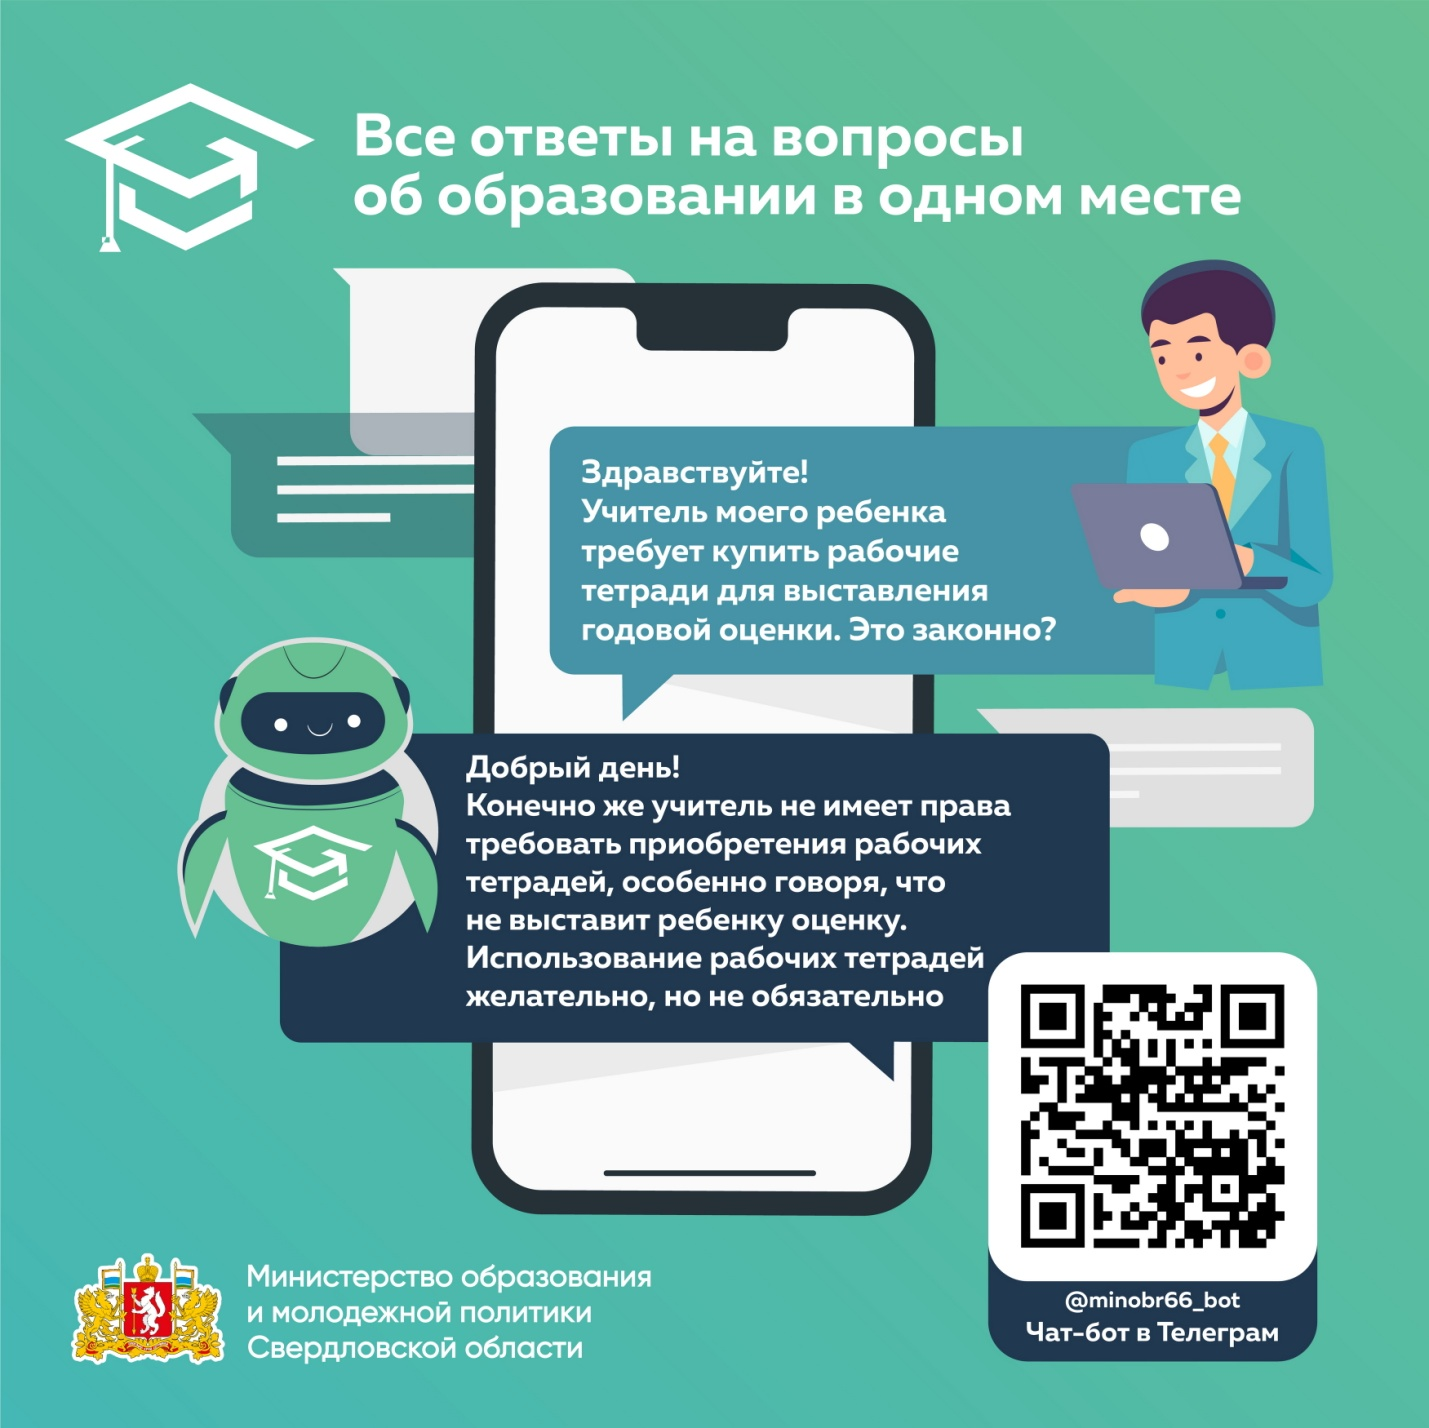 Все ответы на вопросы
об образовании в одном месте
Здравствуйте!
Учитель моего ребенка
требует купить рабочие
тетради для выставления
годовой оценки. Это законно?
Добрый день!
Конечно же учитель не имеет права
требовать приобретения рабочих
тетрадей, особенно говоря, что
не выставит ребенку оценку.
Использование рабочих тетрадей
желательно, но не обязательно
Министерство образования
и молодежной политики
Свердловской области
@minobr66_bot
Чат-бот в Телеграм